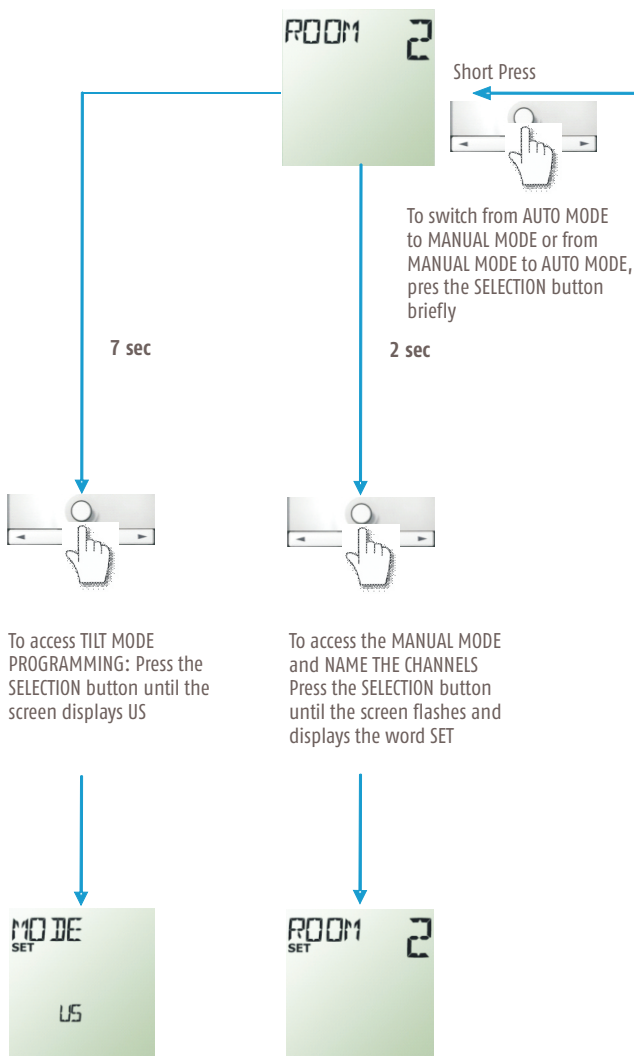 ROOM 2
Short Press
To switch from AUTO MODE
to MANUAL MODE or from
MANUAL MODE to AUTO MODE,
pres the SELECTION button
briefly
7 sec
2 sec
To access TILT MODE
PROGRAMMING: Press the
SELECTION button until the
screen displays US
To access the MANUAL MODE
and NAME THE CHANNELS
Press the SELECTION button
until the screen flashes and
displays the word SET
MODE
SET
US
ROOM 2
SET